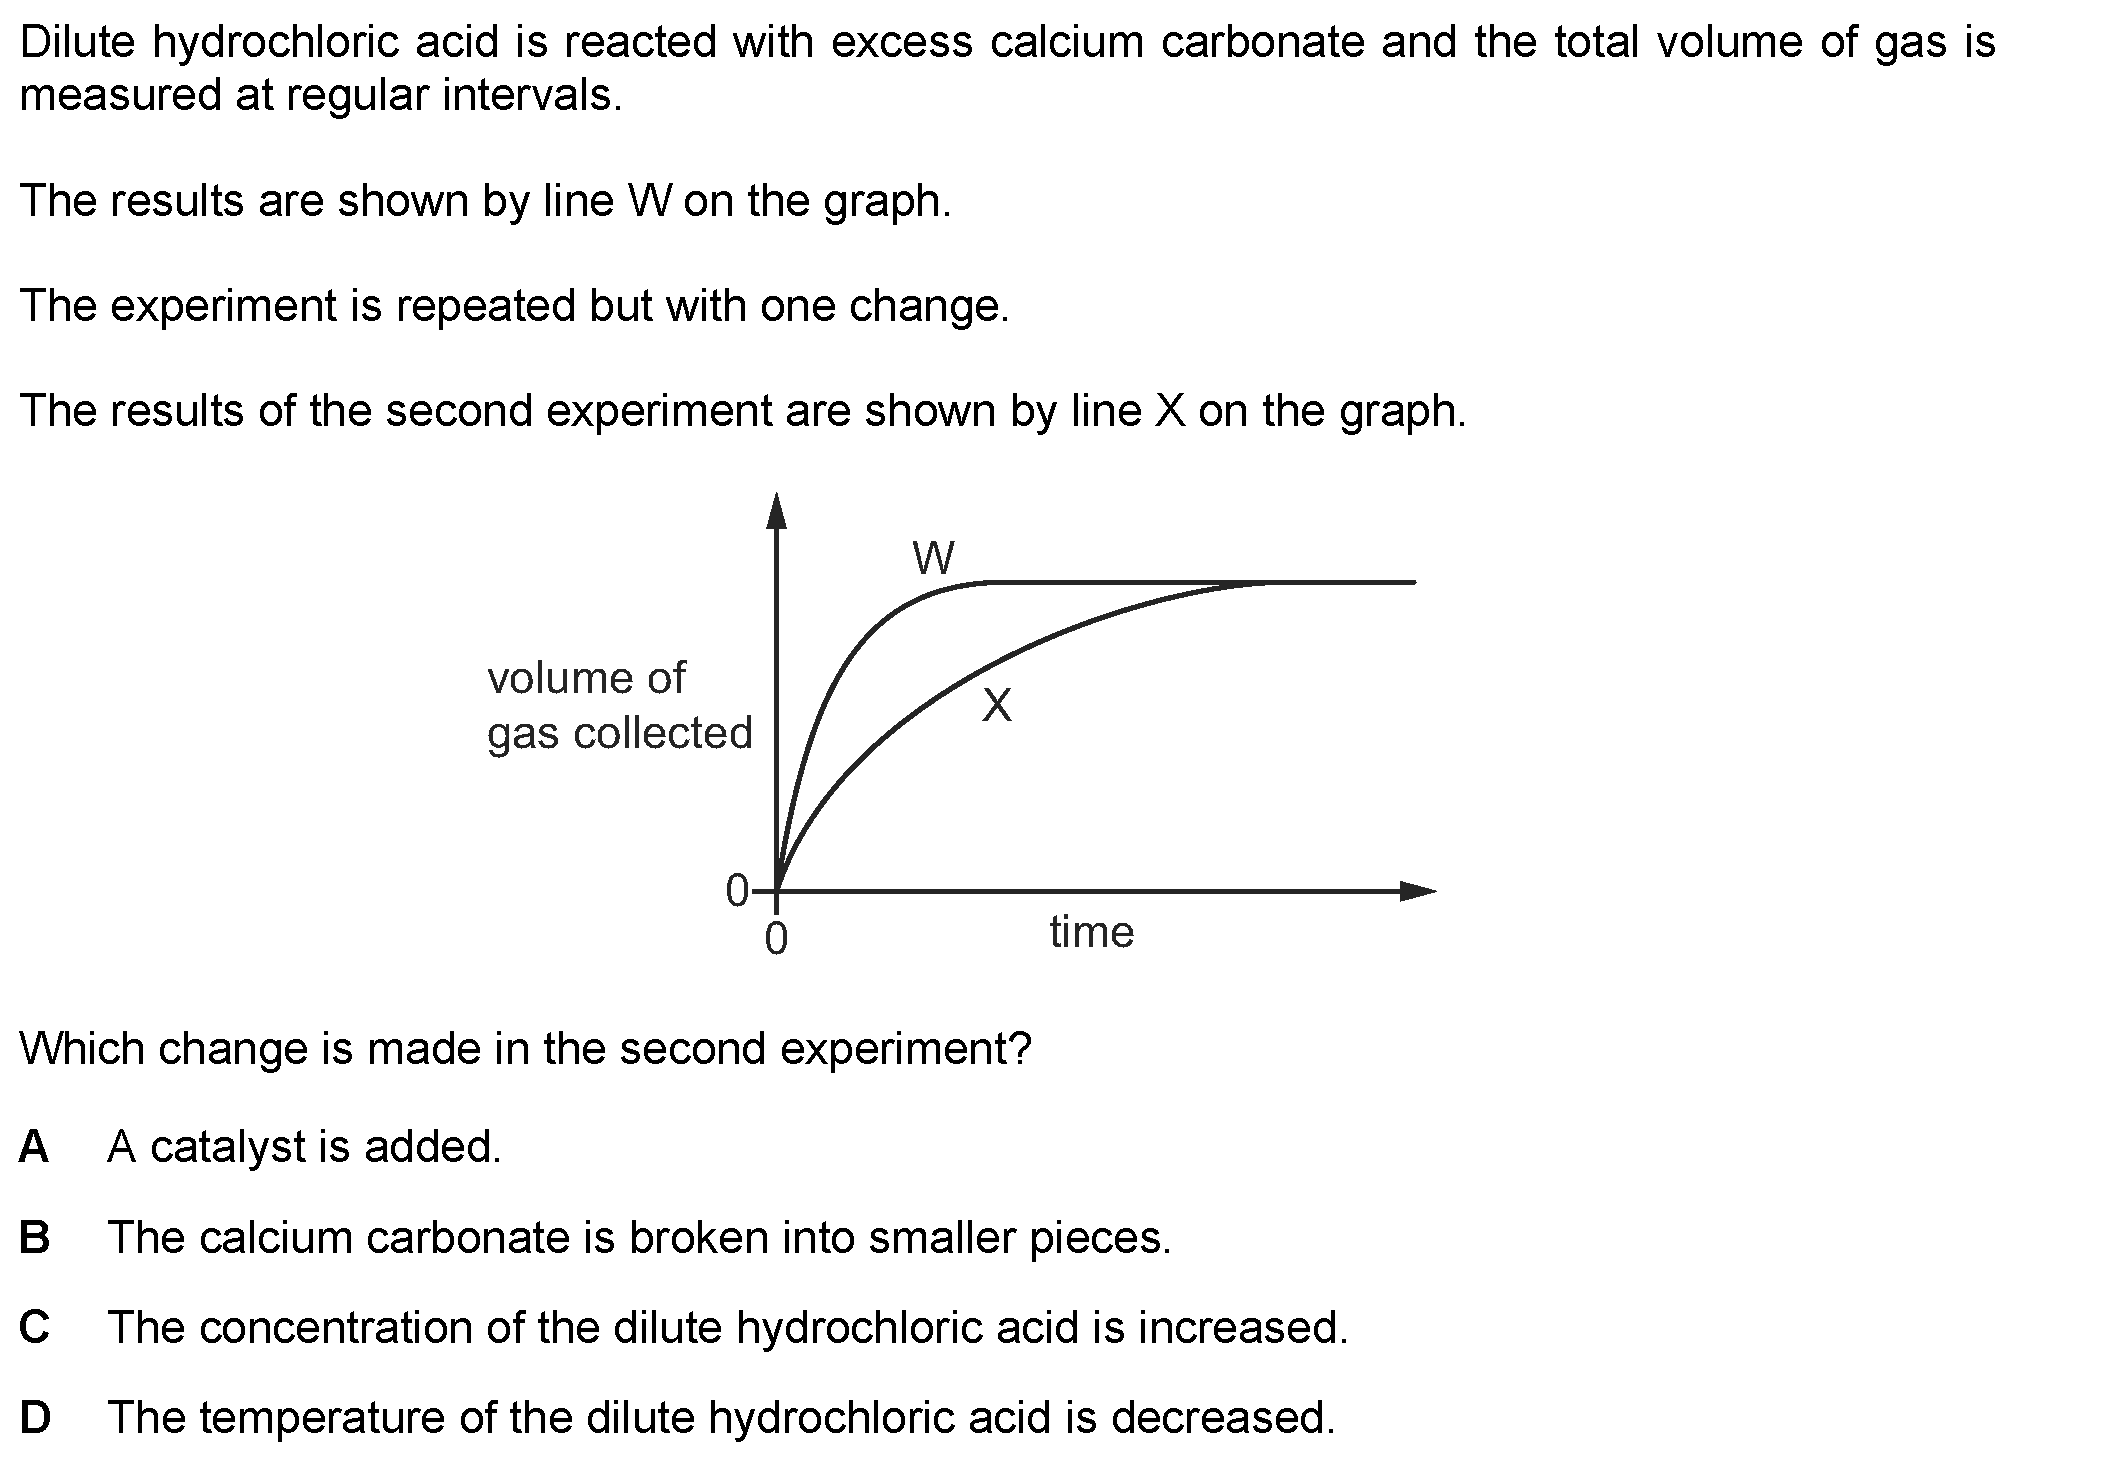 Dilute hydrochloric acid is reacted with excess calcium carbonate and the total volume of gas is
measured at regular intervals.
The results are shown by line W on the graph.
The experiment is repeated but with one change.
The results of the second experiment are shown by line X on the graph.
W
volume of
gas collected
X
0
0
time
Which change is made in the second experiment?
A A catalyst is added.
B The calcium carbonate is broken into smaller pieces.
C The concentration of the dilute hydrochloric acid is increased.
D The temperature of the dilute hydrochloric acid is decreased.